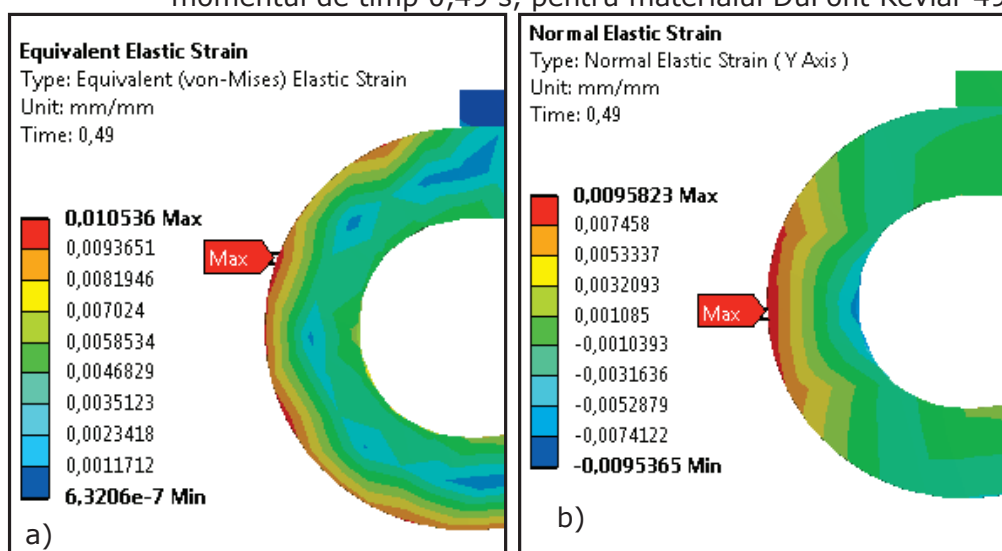 momentul de timp 0,49 s, pentru materialul DuPont Kevlar 49
Equivalent Elastic Strain
Type: Equivalent (von-Mises) Elastic Strain
Unit: mm/mm
Time: 0,49
0,010536 Max
0,0093651
0,0081946
0,007024
0,0058534
0,0046829
0,0035123
0,0023418
0,0011712
6,3206e-7 Min
Max
a)
Normal Elastic Strain
Type: Normal Elastic Strain ( Y Axis )
Unit: mm/mm
Time: 0,49
0,0095823 Max
0,007458
0,0053337
0,0032093
0,001085
-0,0010393
-0,0031636
-0,0052879
-0,0074122
-0,0095365 Min
Max
b)